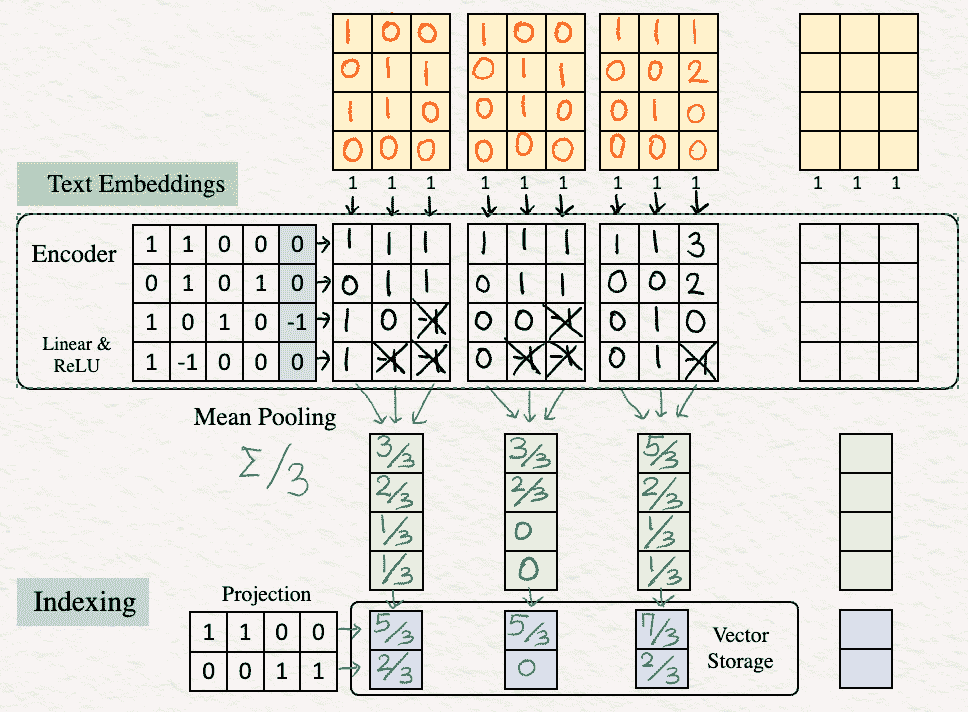 1 0 0 1 0 0 1 1 1
0 1 1 0 1 1 0 0 2
1 1 0 0 1 0 0 1 0
0 0 0 0 0 0 0 0 0
Text Embeddings
1 1 1 1 1 1 1 1 1 1 1 1
Encoder
1 1 0 0 0 1 1 1 1 1 1 1 1 3
0 1 0 1 0 0 1 1 0 1 1 0 0 2
1 0 1 0 -1 1 0 -1 0 0 -1 0 1 0
Linear &
ReLU
1 -1 0 0 0 1 -1 -1 0 -1 -1 0 1 -1
Mean Pooling
Σ/3
3/3 3/3 5/3
2/3 2/3 2/3
1/3 0 1/3
1/3 0 1/3
Indexing
Projection
1 1 0 0 5/3 5/3 7/3
0 0 1 1 2/3 0 2/3
Vector
Storage